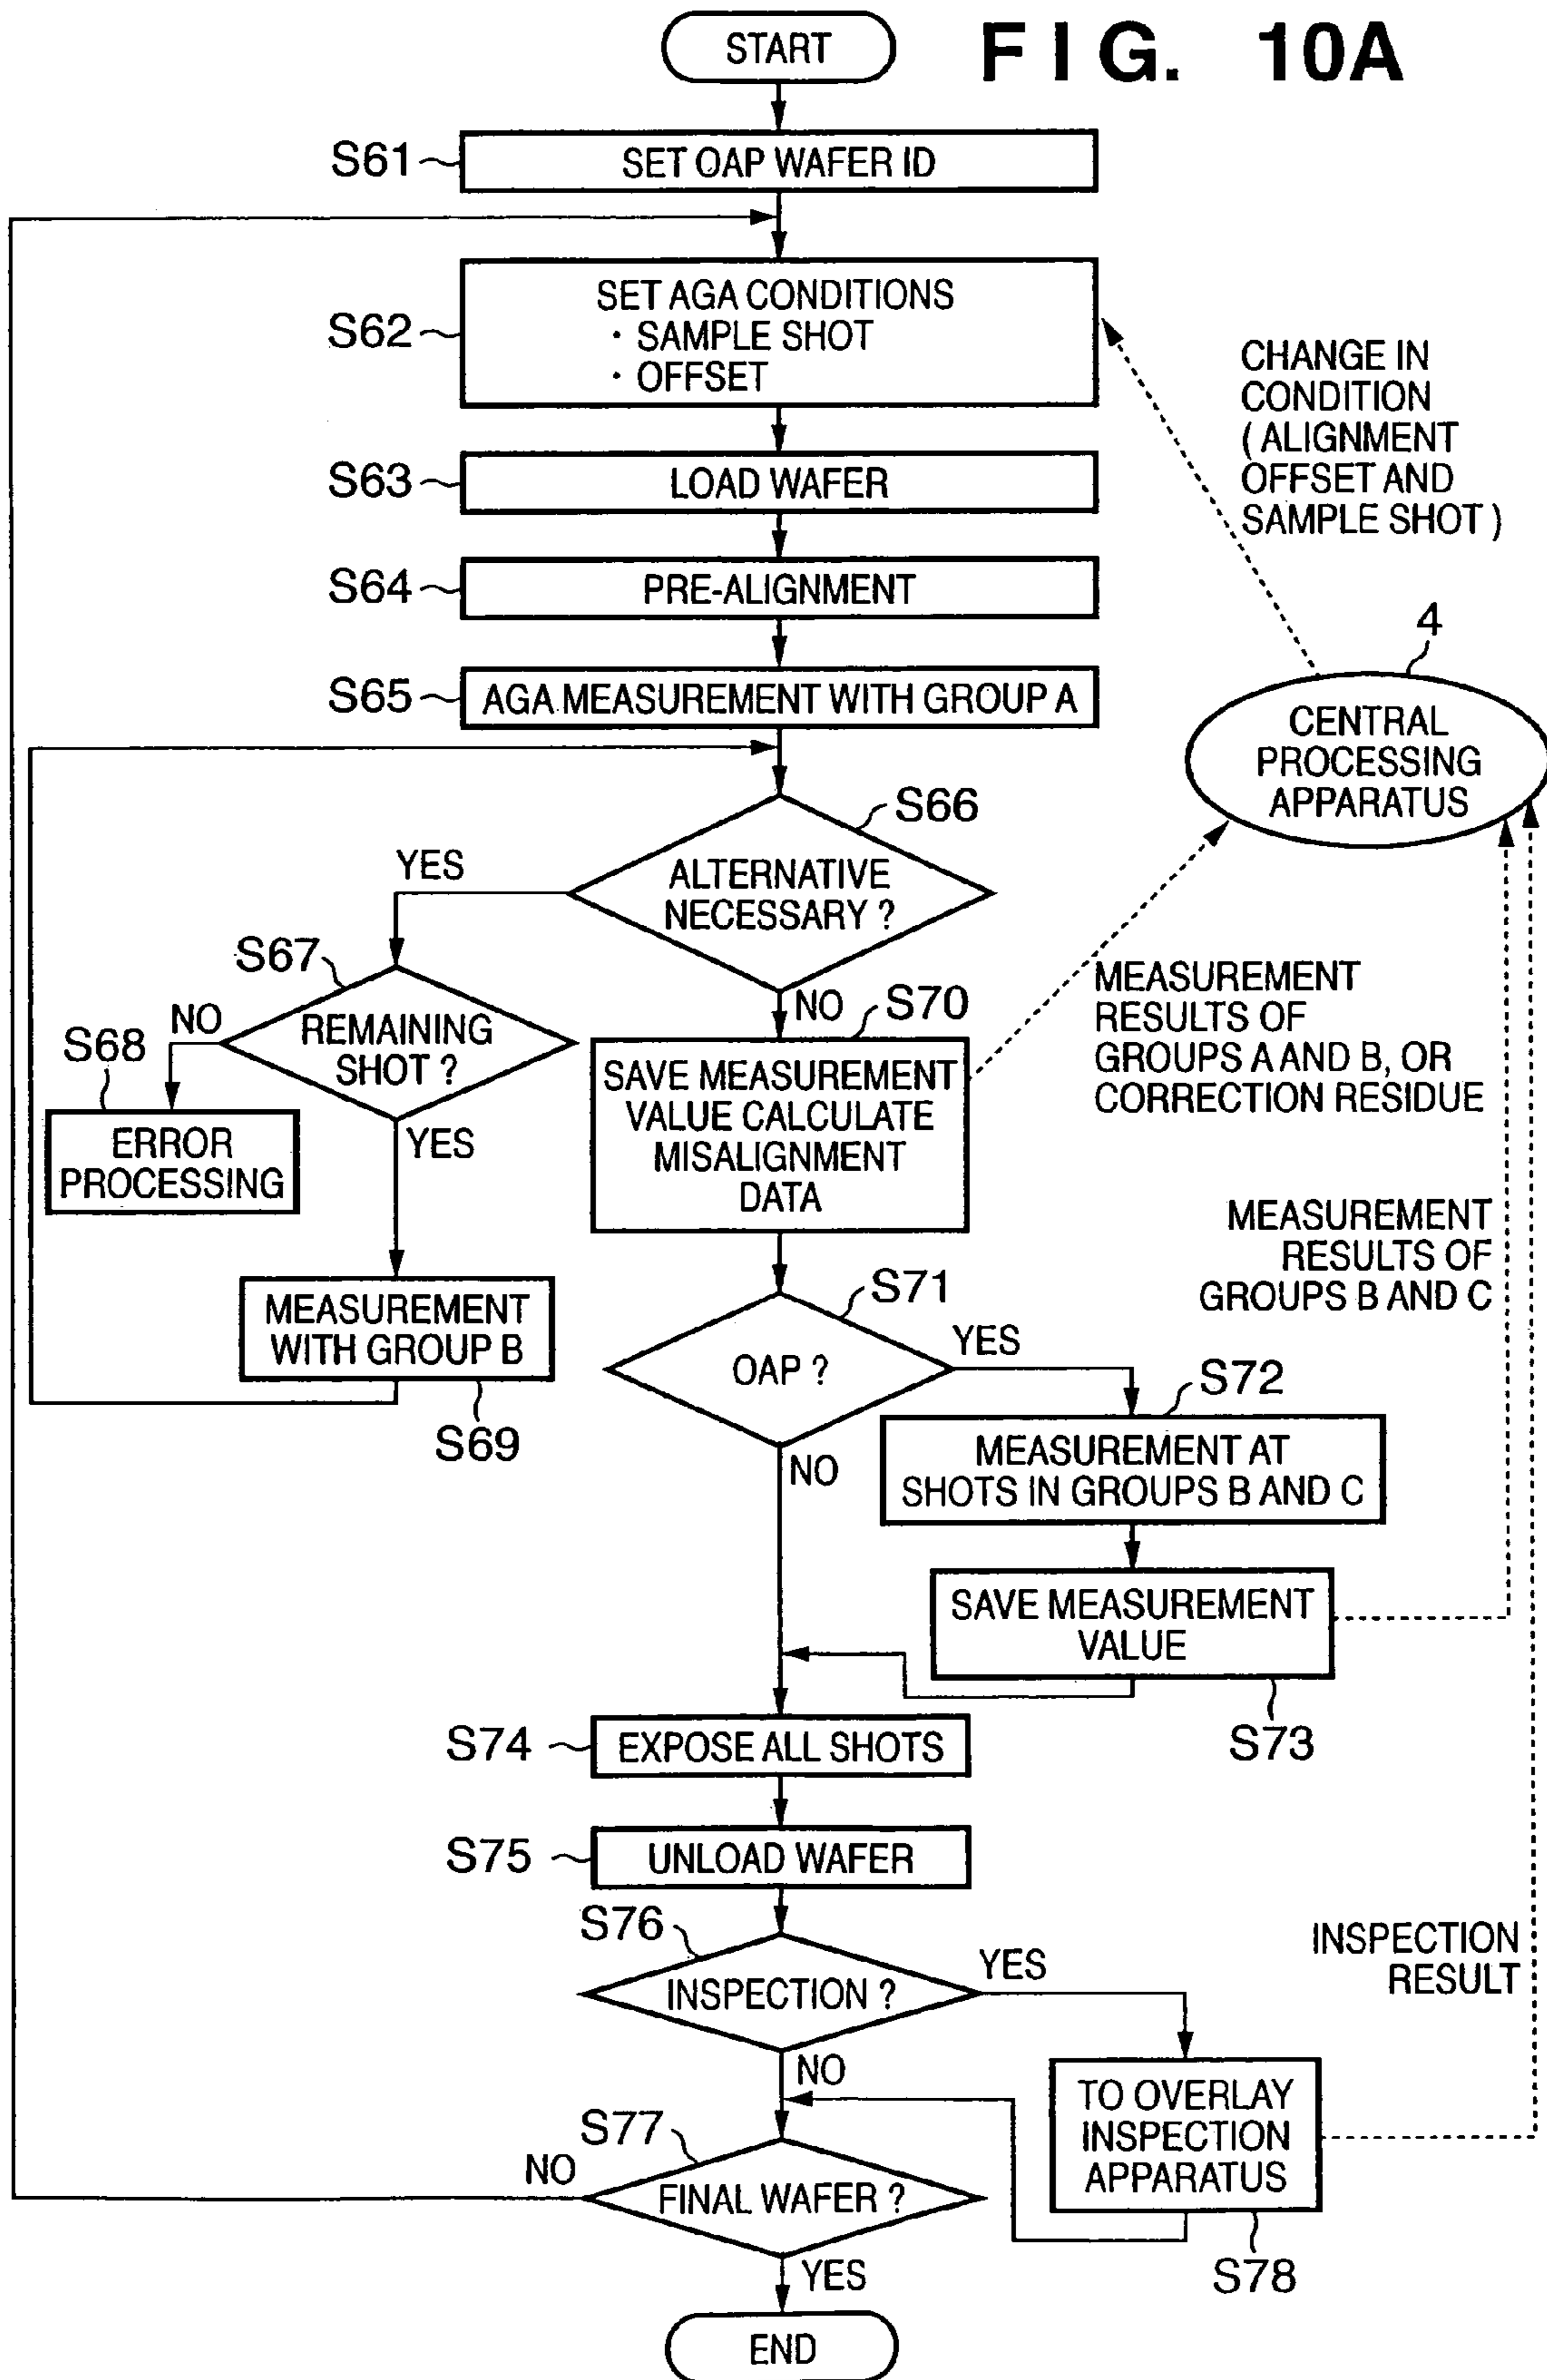 FIG. 10A
START
S61
SET OAP WAFER ID
S62
SET AGA CONDITIONS
· SAMPLE SHOT
· OFFSET
CHANGE IN
CONDITION
( ALIGNMENT
OFFSET AND
SAMPLE SHOT )
S63
LOAD WAFER
S64
PRE-ALIGNMENT
S65
AGA MEASUREMENT WITH GROUP A
4
CENTRAL
PROCESSING
APPARATUS
S66
ALTERNATIVE
NECESSARY ?
YES
NO
S67
REMAINING
SHOT ?
NO
YES
S68
ERROR
PROCESSING
S70
SAVE MEASUREMENT
VALUE CALCULATE
MISALIGNMENT
DATA
MEASUREMENT
RESULTS OF
GROUPS A AND B, OR
CORRECTION RESIDUE
MEASUREMENT
WITH GROUP B
S69
MEASUREMENT
RESULTS OF
GROUPS B AND C
S71
OAP ?
YES
NO
S72
MEASUREMENT AT
SHOTS IN GROUPS B AND C
SAVE MEASUREMENT
VALUE
S73
S74
EXPOSE ALL SHOTS
S75
UNLOAD WAFER
S76
INSPECTION ?
YES
NO
INSPECTION
RESULT
TO OVERLAY
INSPECTION
APPARATUS
S78
S77
FINAL WAFER ?
NO
YES
END